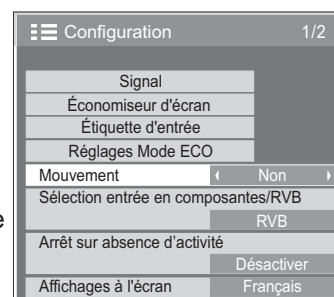 Configuration 1/2
Signal
Économiseur d'écran
Étiquette d'entrée
Réglages Mode ECO
Mouvement Non
Sélection entrée en composantes/RVB
RVB
Arrêt sur absence d'activité
Désactiver
Affichages à l'écran Français